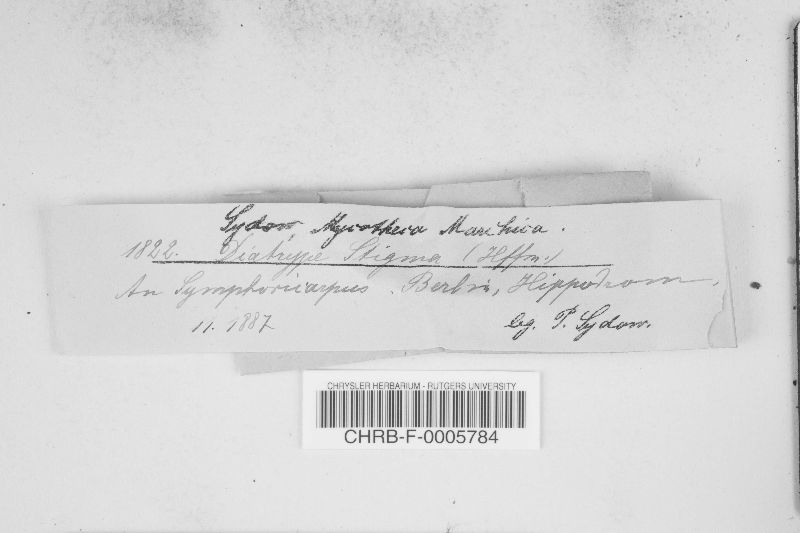 Sydow, Mycotheca Marchica.
1822. Diatrype Stigma (Hffm.)
An Symphoricarpus. Berlin, Hippodrom.
11. 1887
leg. P. Sydow.
CHRYSLER HERBARIUM - RUTGERS UNIVERSITY
CHRB-F-0005784